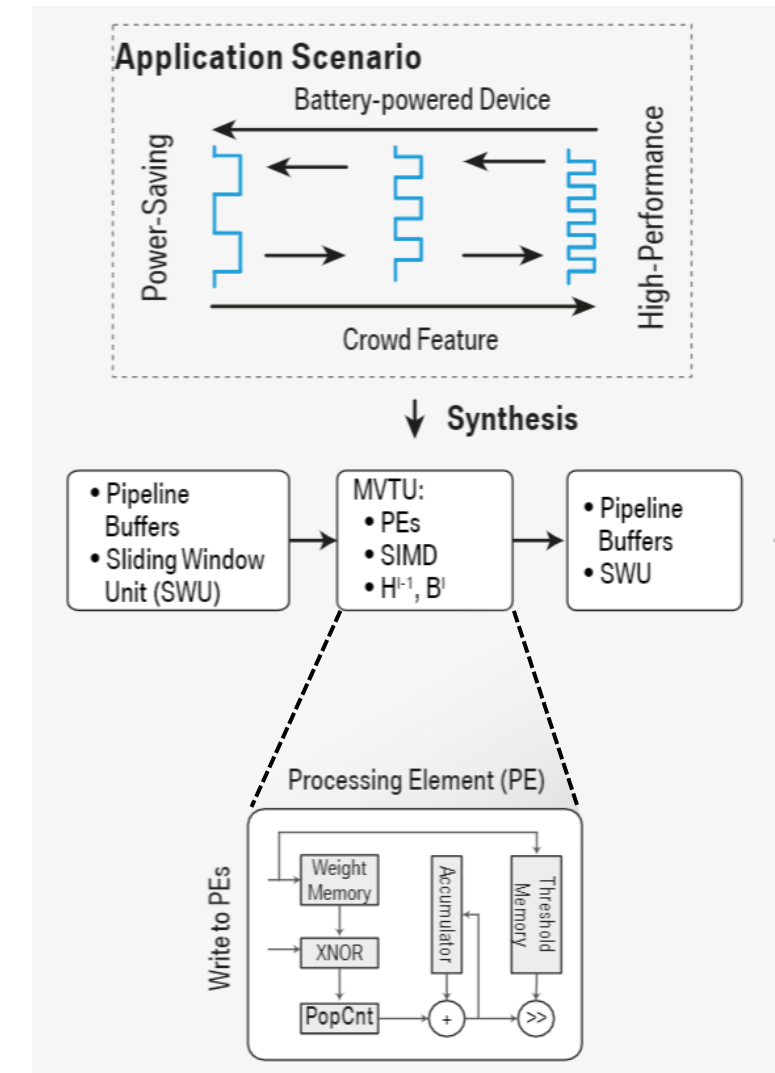 Application Scenario
Battery-powered Device
Power-Saving
High-Performance
Crowd Feature
Synthesis
• Pipeline
Buffers
• Sliding Window
Unit (SWU)
MVTU:
• PEs
• SIMD
• Hˡ⁻¹, Bˡ
• Pipeline
Buffers
• SWU
Processing Element (PE)
Write to PEs
Weight
Memory
XNOR
PopCnt
Accumulator
+
Threshold
Memory
>>